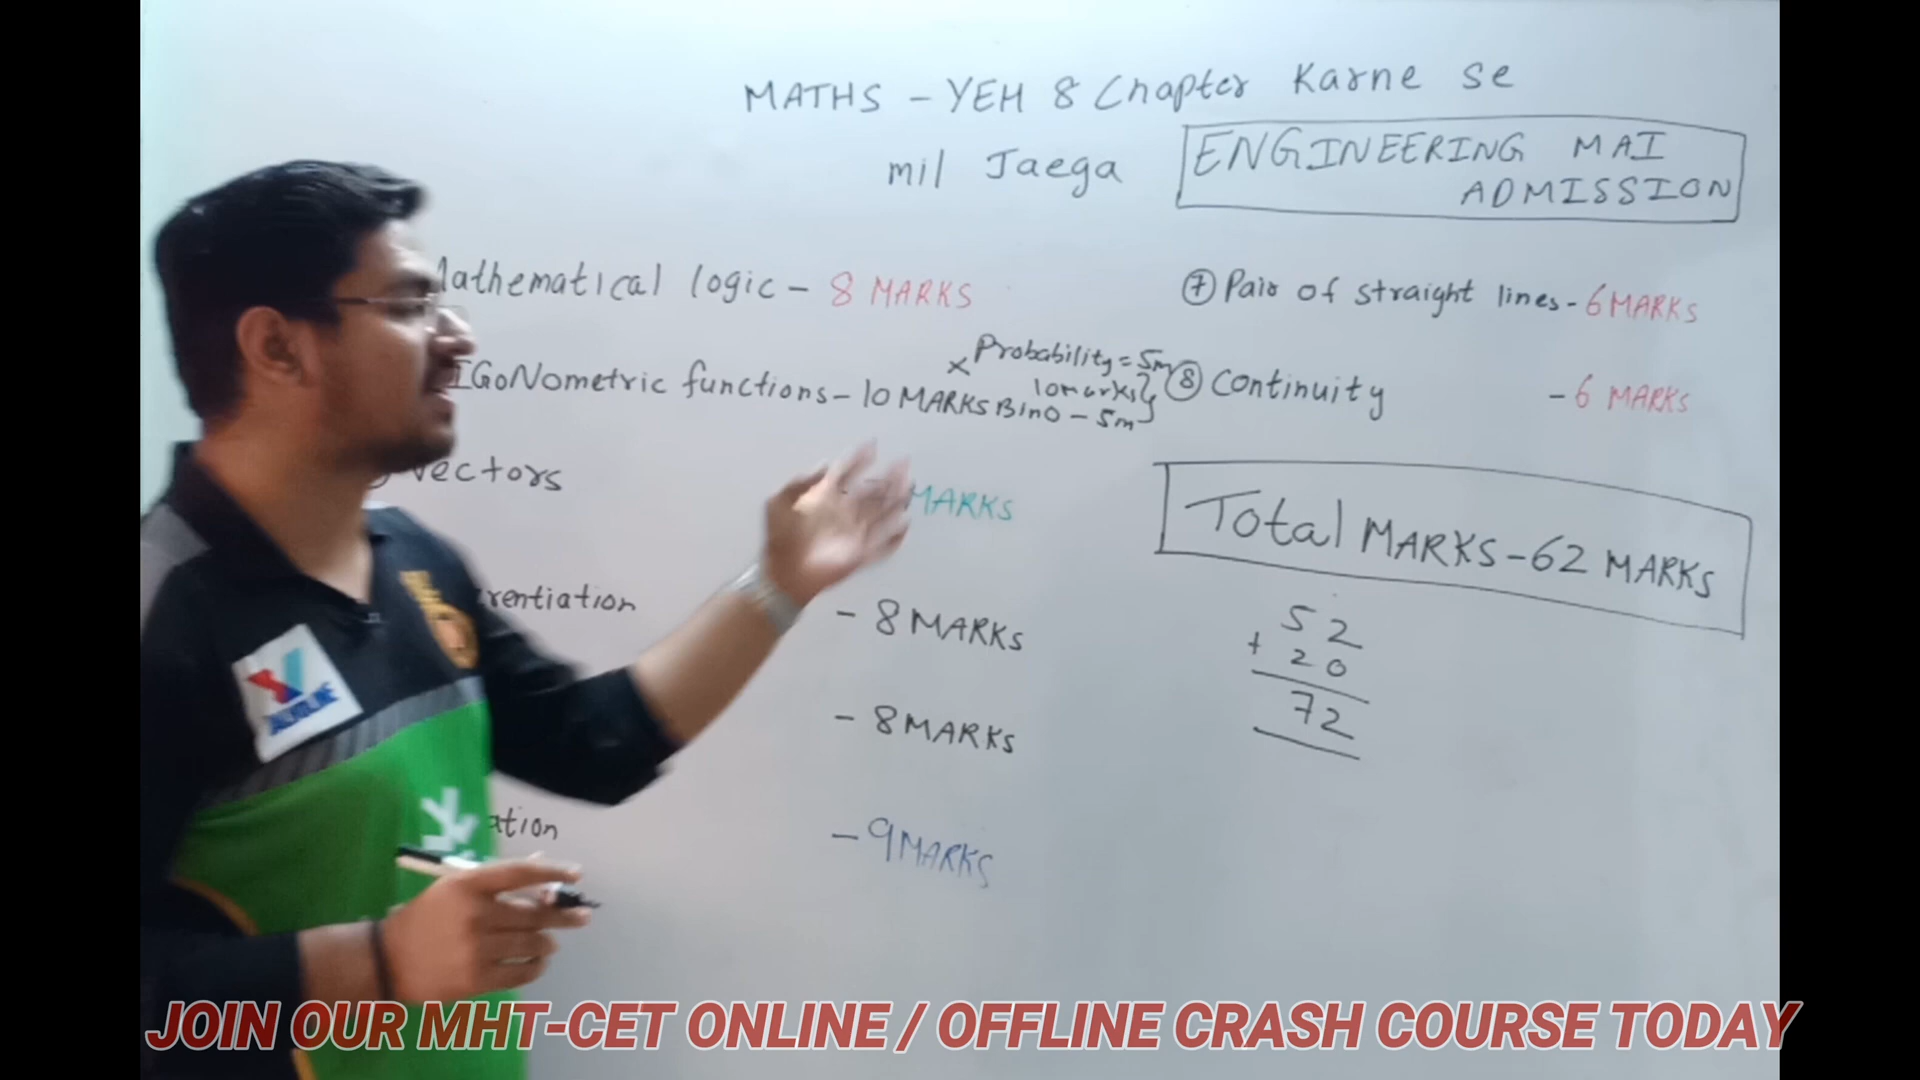 MATHS - YEH 8 Chapter Karne se
mil Jaega ENGINEERING MAI
ADMISSION
Mathematical logic - 8 MARKS
IGoNometric functions - 10 MARKS
× Probability = 5m
10 marks
Bino - 5m
Vectors
MARKS
rentiation - 8 MARKS
- 8 MARKS
ation - 9 MARKS
⑦ Pair of straight lines - 6 MARKS
⑧ Continuity - 6 MARKS
Total MARKS - 62 MARKS
52
+ 20
72
JOIN OUR MHT-CET ONLINE / OFFLINE CRASH COURSE TODAY